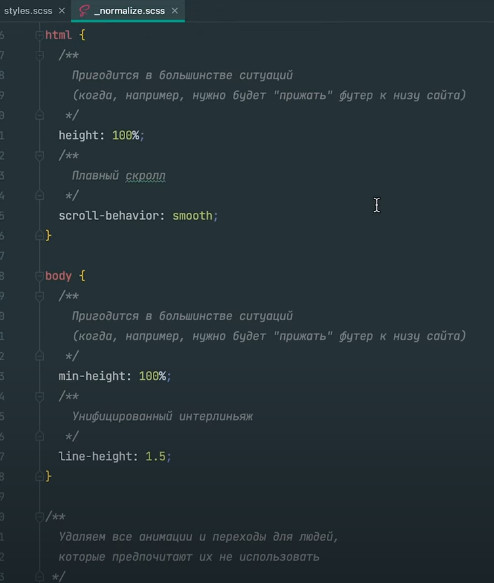 styles.scss × _normalize.scss ×
6 html {
7 /**
8 Пригодится в большинстве ситуаций
9 (когда, например, нужно будет "прижать" футер к низу сайта)
0 */
1 height: 100%;
2 /**
3 Плавный скролл
4 */
5 scroll-behavior: smooth;
6 }
7
8 body {
9 /**
0 Пригодится в большинстве ситуаций
1 (когда, например, нужно будет "прижать" футер к низу сайта)
2 */
3 min-height: 100%;
4 /**
5 Унифицированный интерлиньяж
6 */
7 line-height: 1.5;
8 }
9
0 /**
1 Удаляем все анимации и переходы для людей,
2 которые предпочитают их не использовать
3 */